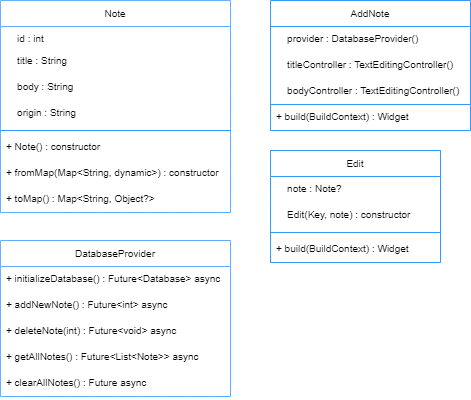 Note
id : int
title : String
body : String
origin : String
+ Note() : constructor
+ fromMap(Map<String, dynamic>) : constructor
+ toMap() : Map<String, Object?>
AddNote
provider : DatabaseProvider()
titleController : TextEditingController()
bodyController : TextEditingController()
+ build(BuildContext) : Widget
Edit
note : Note?
Edit(Key, note) : constructor
+ build(BuildContext) : Widget
DatabaseProvider
+ initializeDatabase() : Future<Database> async
+ addNewNote() : Future<int> async
+ deleteNote(int) : Future<void> async
+ getAllNotes() : Future<List<Note>> async
+ clearAllNotes() : Future async